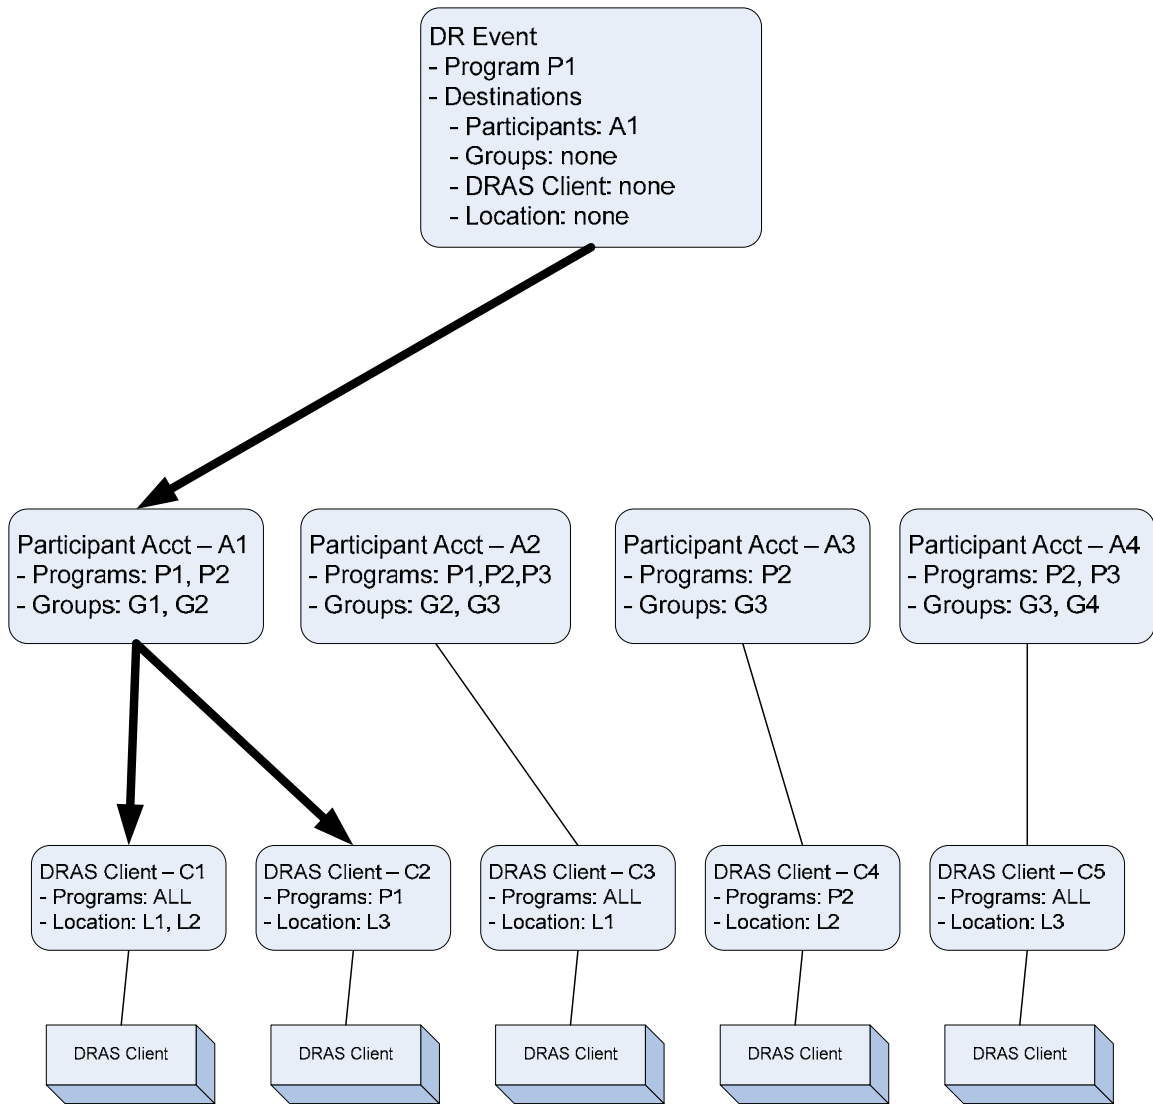 DR Event
- Program P1
- Destinations
- Participants: A1
- Groups: none
- DRAS Client: none
- Location: none
Participant Acct – A1
- Programs: P1, P2
- Groups: G1, G2
Participant Acct – A2
- Programs: P1,P2,P3
- Groups: G2, G3
Participant Acct – A3
- Programs: P2
- Groups: G3
Participant Acct – A4
- Programs: P2, P3
- Groups: G3, G4
DRAS Client – C1
- Programs: ALL
- Location: L1, L2
DRAS Client – C2
- Programs: P1
- Location: L3
DRAS Client – C3
- Programs: ALL
- Location: L1
DRAS Client – C4
- Programs: P2
- Location: L2
DRAS Client – C5
- Programs: ALL
- Location: L3
DRAS Client
DRAS Client
DRAS Client
DRAS Client
DRAS Client